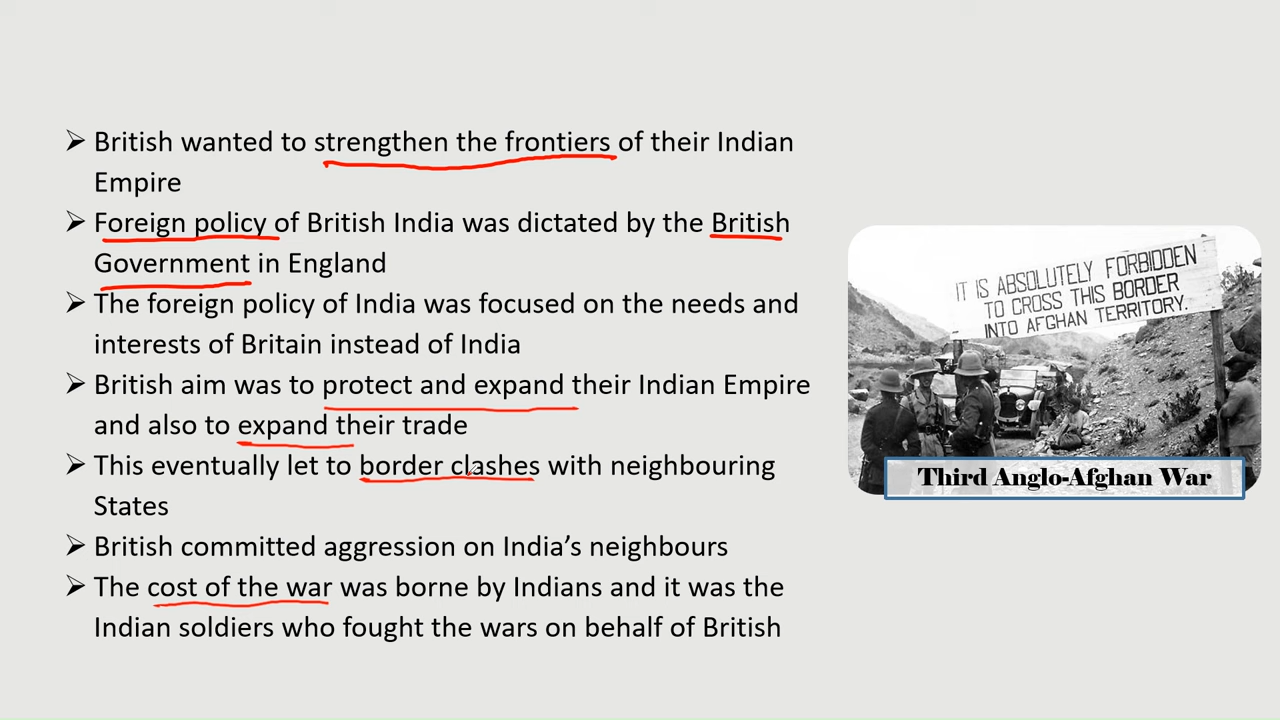 ➢ British wanted to strengthen the frontiers of their Indian
Empire
➢ Foreign policy of British India was dictated by the British
Government in England
➢ The foreign policy of India was focused on the needs and
interests of Britain instead of India
➢ British aim was to protect and expand their Indian Empire
and also to expand their trade
➢ This eventually let to border clashes with neighbouring
States
➢ British committed aggression on India’s neighbours
➢ The cost of the war was borne by Indians and it was the
Indian soldiers who fought the wars on behalf of British
IT IS ABSOLUTELY FORBIDDEN
TO CROSS THIS BORDER
INTO AFGHAN TERRITORY.
Third Anglo-Afghan War